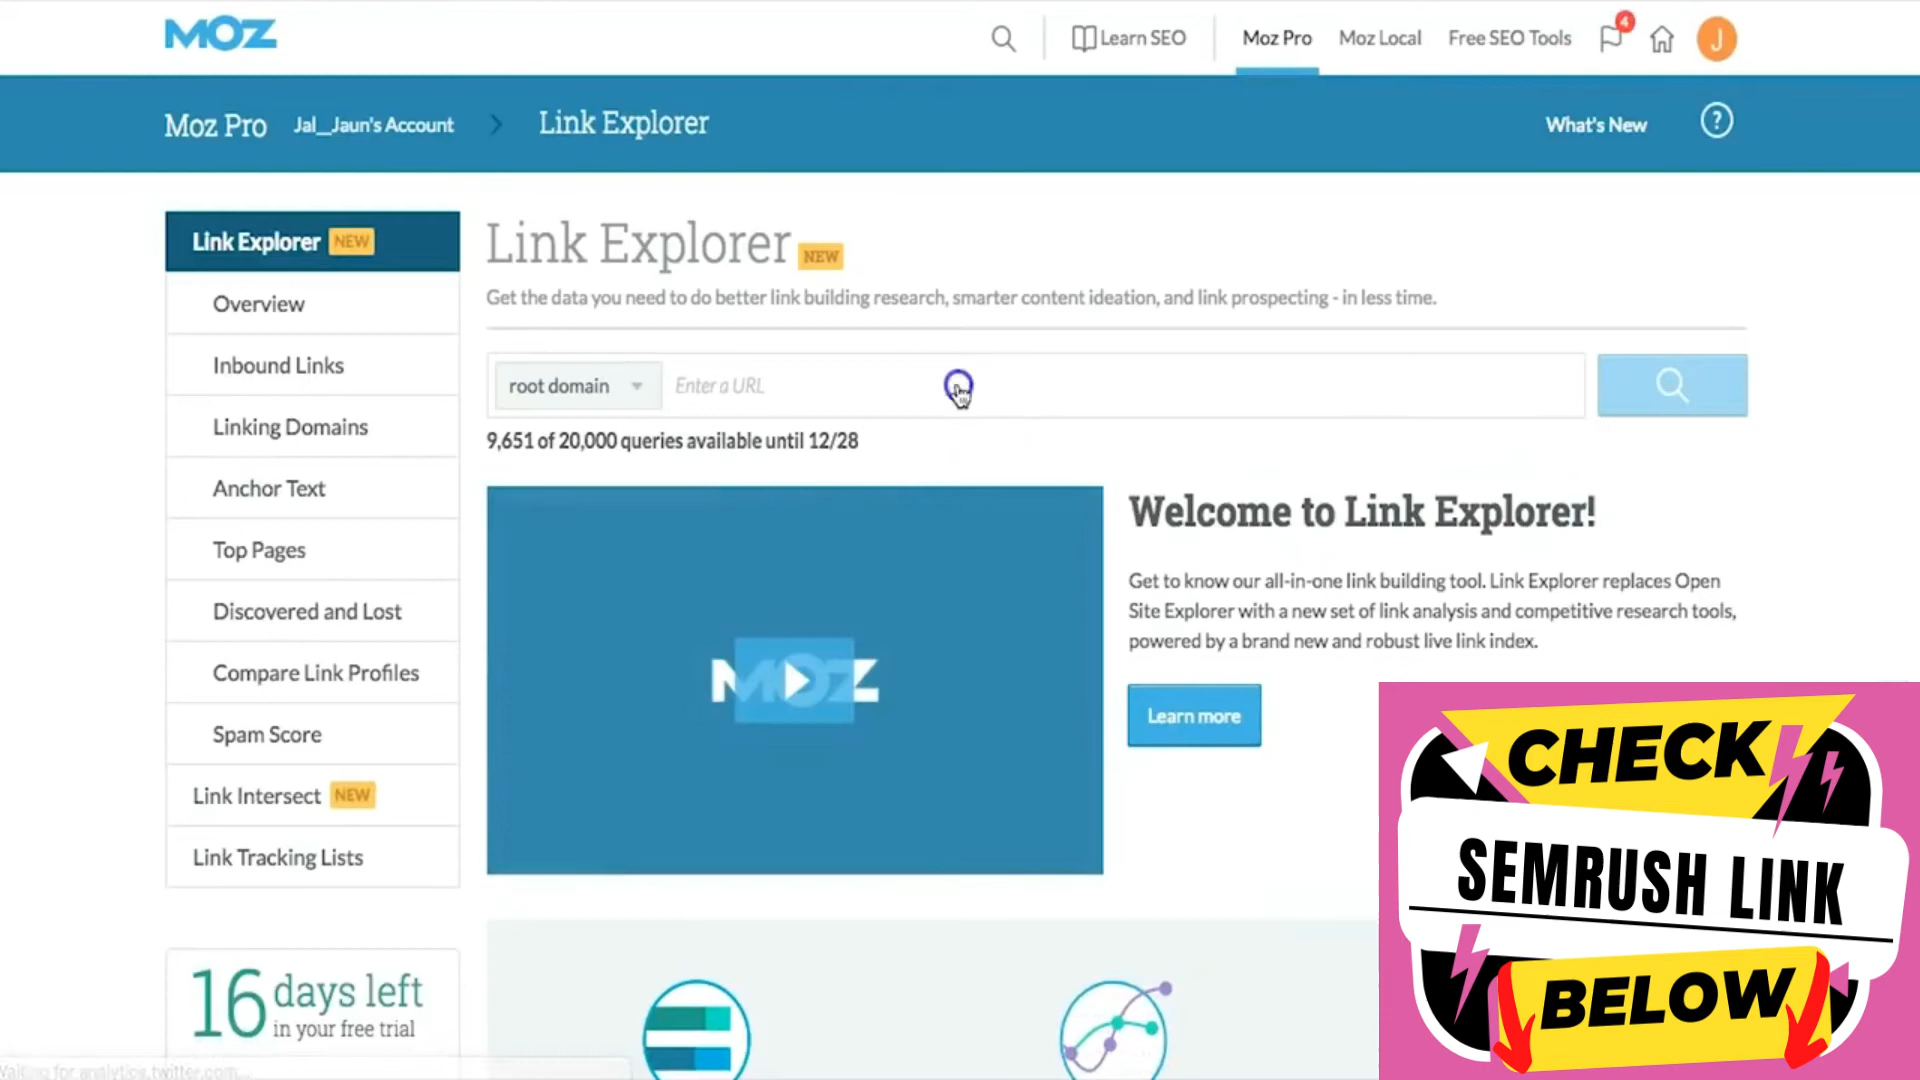 MOZ
Learn SEO
Moz Pro
Moz Local
Free SEO Tools
4
J
Moz Pro
Jal_Jaun's Account
Link Explorer
What's New
?
Link Explorer NEW
Overview
Inbound Links
Linking Domains
Anchor Text
Top Pages
Discovered and Lost
Compare Link Profiles
Spam Score
Link Intersect NEW
Link Tracking Lists
16 days left
in your free trial
Link Explorer NEW
Get the data you need to do better link building research, smarter content ideation, and link prospecting - in less time.
root domain
Enter a URL
9,651 of 20,000 queries available until 12/28
MOZ
Welcome to Link Explorer!
Get to know our all-in-one link building tool. Link Explorer replaces Open
Site Explorer with a new set of link analysis and competitive research tools,
powered by a brand new and robust live link index.
Learn more
CHECK
SEMRUSH LINK
BELOW
Waiting for analytics.twitter.com...